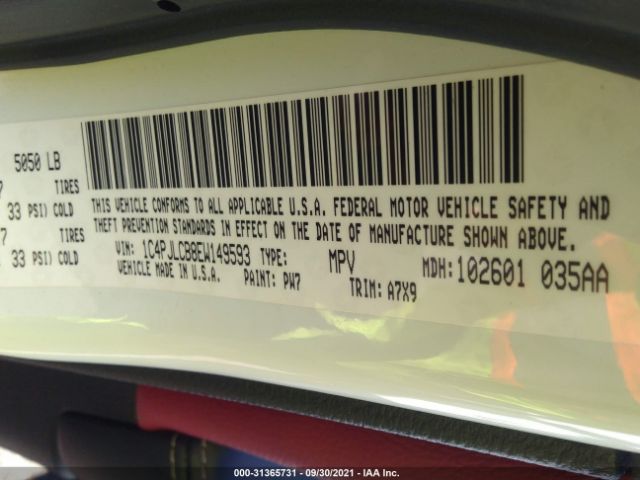 5050 LB
7 TIRES
33 PSI) COLD
7 TIRES
33 PSI) COLD
THIS VEHICLE CONFORMS TO ALL APPLICABLE U.S.A. FEDERAL MOTOR VEHICLE SAFETY AND
THEFT PREVENTION STANDARDS IN EFFECT ON THE DATE OF MANUFACTURE SHOWN ABOVE.
VIN: 1C4PJLCB8EW149593 TYPE: MPV MDH:102601 035AA
VEHICLE MADE IN U.S.A. PAINT: PW7 TRIM: A7X9
000-31365731 - 09/30/2021 - IAA Inc.